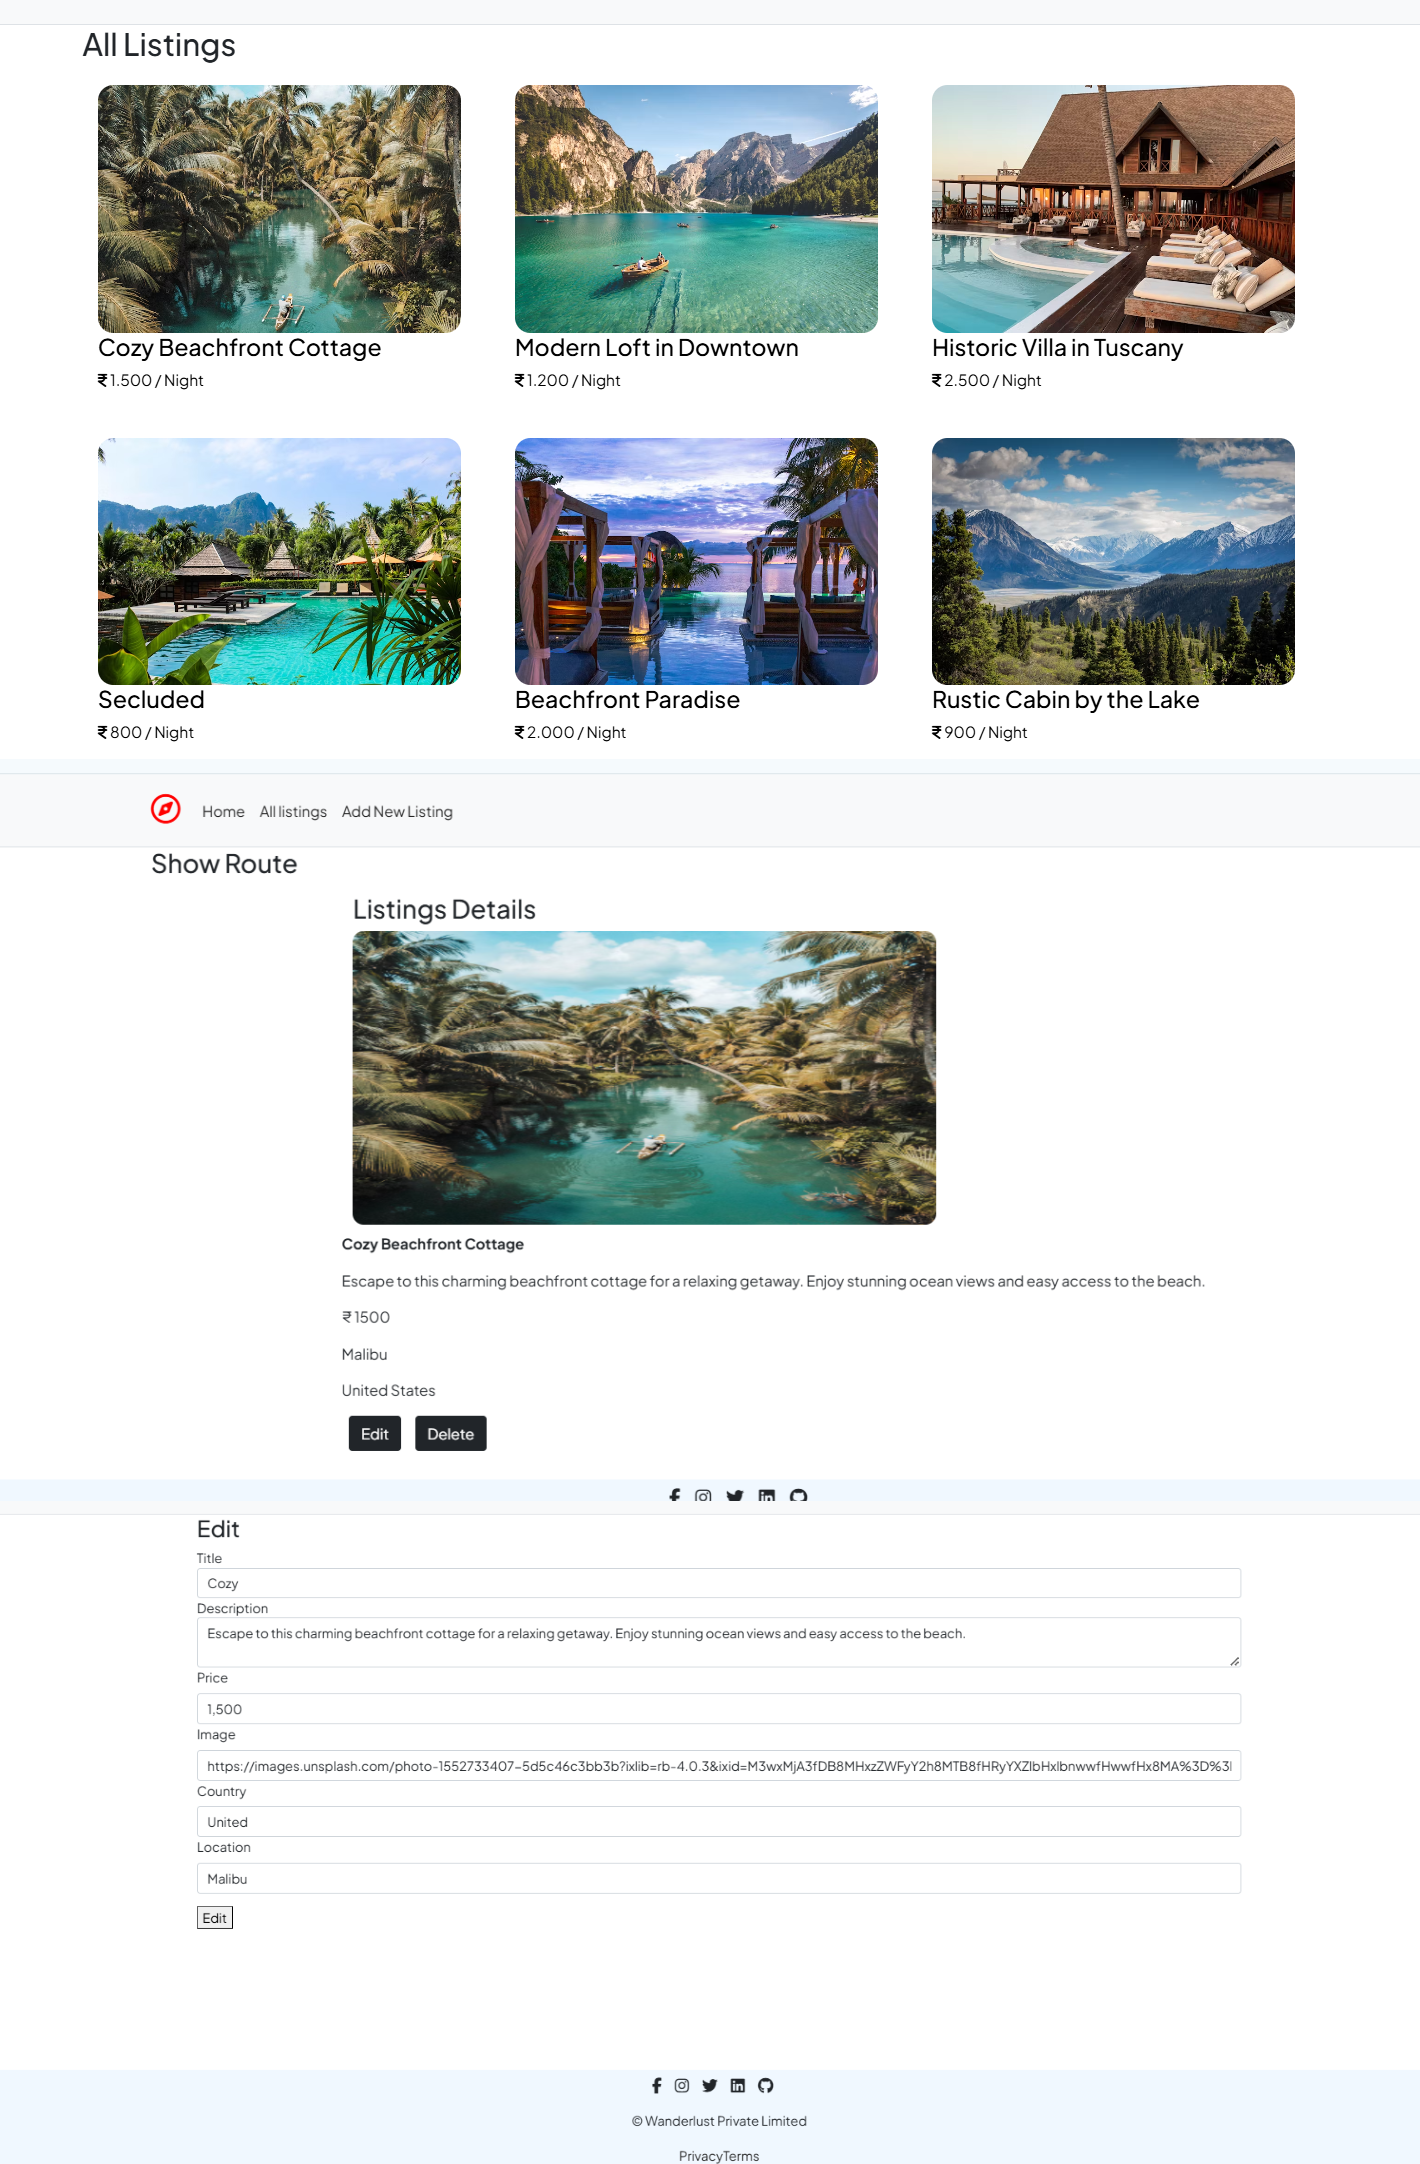 All Listings
Cozy Beachfront Cottage
₹ 1.500 / Night
Modern Loft in Downtown
₹ 1.200 / Night
Historic Villa in Tuscany
₹ 2.500 / Night
Secluded
₹ 800 / Night
Beachfront Paradise
₹ 2.000 / Night
Rustic Cabin by the Lake
₹ 900 / Night
Home All listings Add New Listing
Show Route
Listings Details
Cozy Beachfront Cottage
Escape to this charming beachfront cottage for a relaxing getaway. Enjoy stunning ocean views and easy access to the beach.
₹ 1500
Malibu
United States
Edit Delete
Edit
Title
Cozy
Description
Escape to this charming beachfront cottage for a relaxing getaway. Enjoy stunning ocean views and easy access to the beach.
Price
1,500
Image
https://images.unsplash.com/photo-1552733407-5d5c46c3bb3b?ixlib=rb-4.0.3&ixid=M3wxMjA3fDB8MHxzZWFyY2h8MTB8fHRyYXZlbHxlbnwwfHwwfHx8MA%3D%3
Country
United
Location
Malibu
Edit
© Wanderlust Private Limited
PrivacyTerms